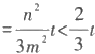 = n²/3m² t < 2/3 t